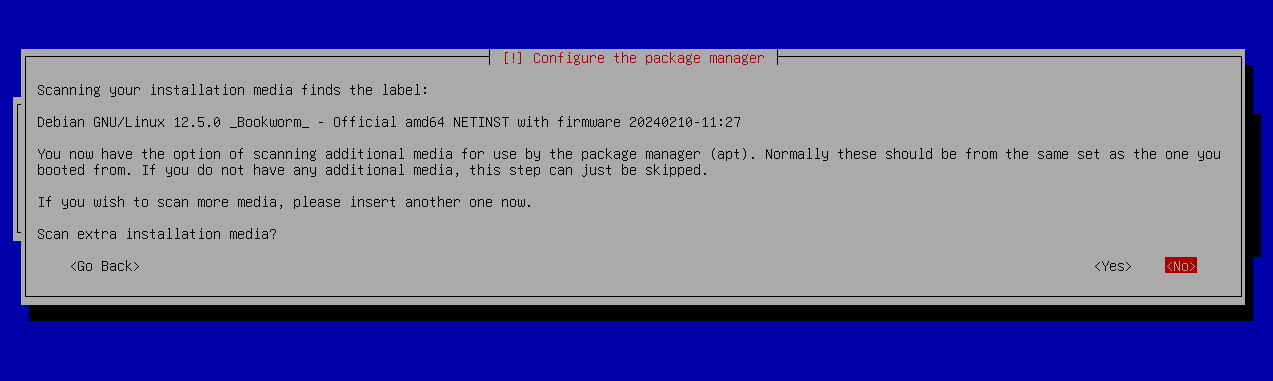 [!] Configure the package manager
Scanning your installation media finds the label:
Debian GNU/Linux 12.5.0 _Bookworm_ - Official amd64 NETINST with firmware 20240210-11:27
You now have the option of scanning additional media for use by the package manager (apt). Normally these should be from the same set as the one you
booted from. If you do not have any additional media, this step can just be skipped.
If you wish to scan more media, please insert another one now.
Scan extra installation media?
<Go Back> <Yes> <No>